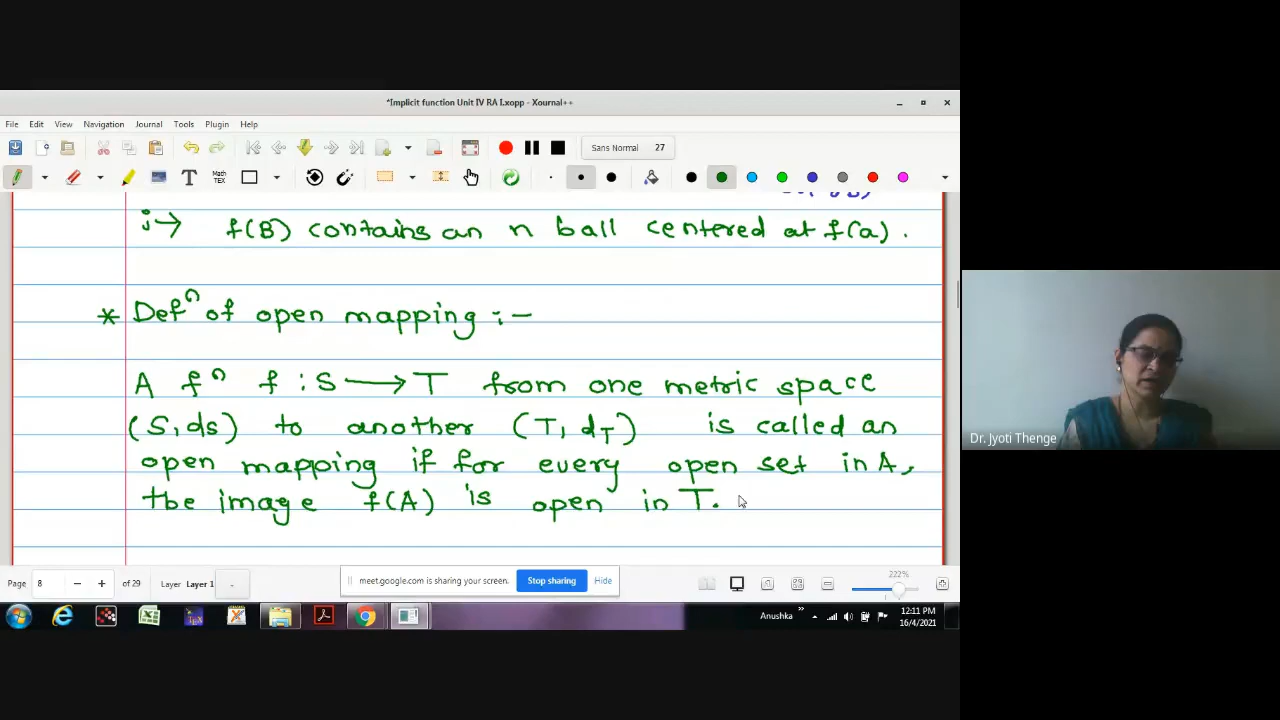 *Implicit function Unit IV RA I.xopp - Xournal++
File Edit View Navigation Journal Tools Plugin Help
Math TEX Sans Normal 27
;→ f(B) contains an n ball centered at f(a).
* Defⁿ of open mapping :-
A fⁿ f : S → T from one metric space
(S, ds) to another (T, dT) is called an
open mapping if for every open set in A,
the image f(A) is open in T.
Dr. Jyoti Thenge
Page 8 of 29 Layer Layer 1 222%
meet.google.com is sharing your screen. Stop sharing Hide
Anushka 12:11 PM
16/4/2021